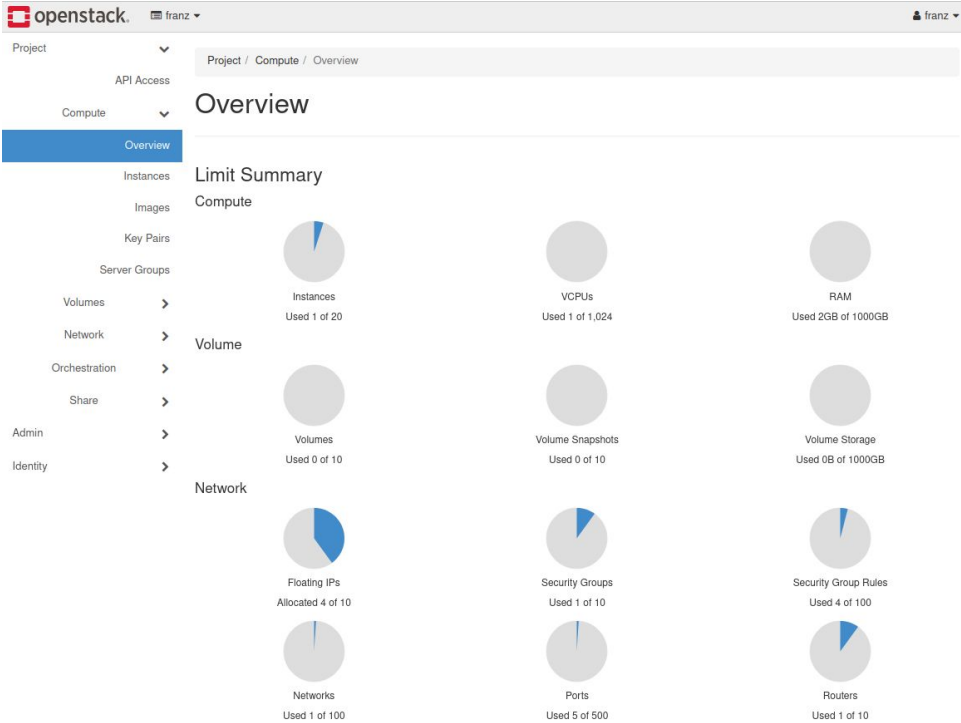 openstack. franz franz
Project
API Access
Compute
Overview
Instances
Images
Key Pairs
Server Groups
Volumes
Network
Orchestration
Share
Admin
Identity
Project / Compute / Overview
Overview
Limit Summary
Compute
Instances VCPUs RAM
Used 1 of 20 Used 1 of 1,024 Used 2GB of 1000GB
Volume
Volumes Volume Snapshots Volume Storage
Used 0 of 10 Used 0 of 10 Used 0B of 1000GB
Network
Floating IPs Security Groups Security Group Rules
Allocated 4 of 10 Used 1 of 10 Used 4 of 100
Networks Ports Routers
Used 1 of 100 Used 5 of 500 Used 1 of 10